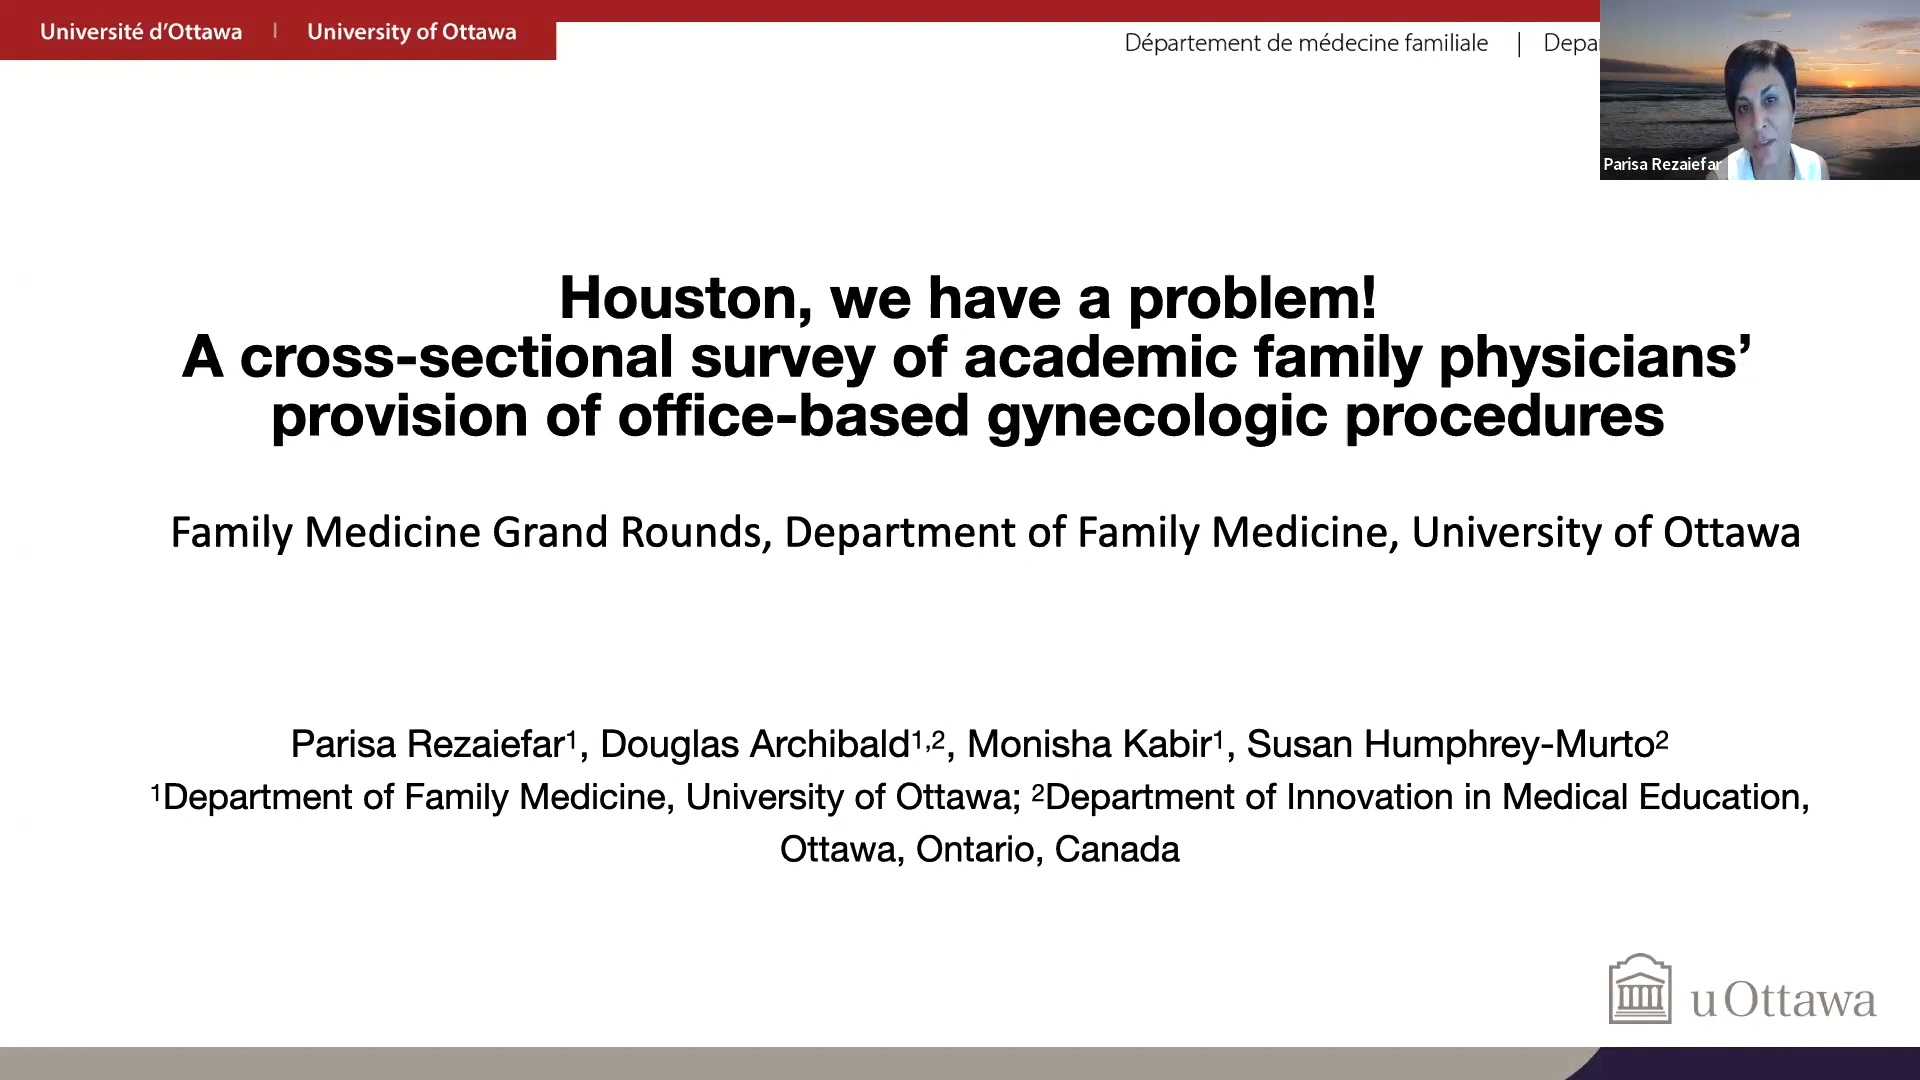 Université d’Ottawa | University of Ottawa
Département de médecine familiale |
Parisa Rezaiefar
Houston, we have a problem!
A cross-sectional survey of academic family physicians’
provision of office-based gynecologic procedures
Family Medicine Grand Rounds, Department of Family Medicine, University of Ottawa
Parisa Rezaiefar¹, Douglas Archibald¹,², Monisha Kabir¹, Susan Humphrey-Murto²
¹Department of Family Medicine, University of Ottawa; ²Department of Innovation in Medical Education,
Ottawa, Ontario, Canada
uOttawa